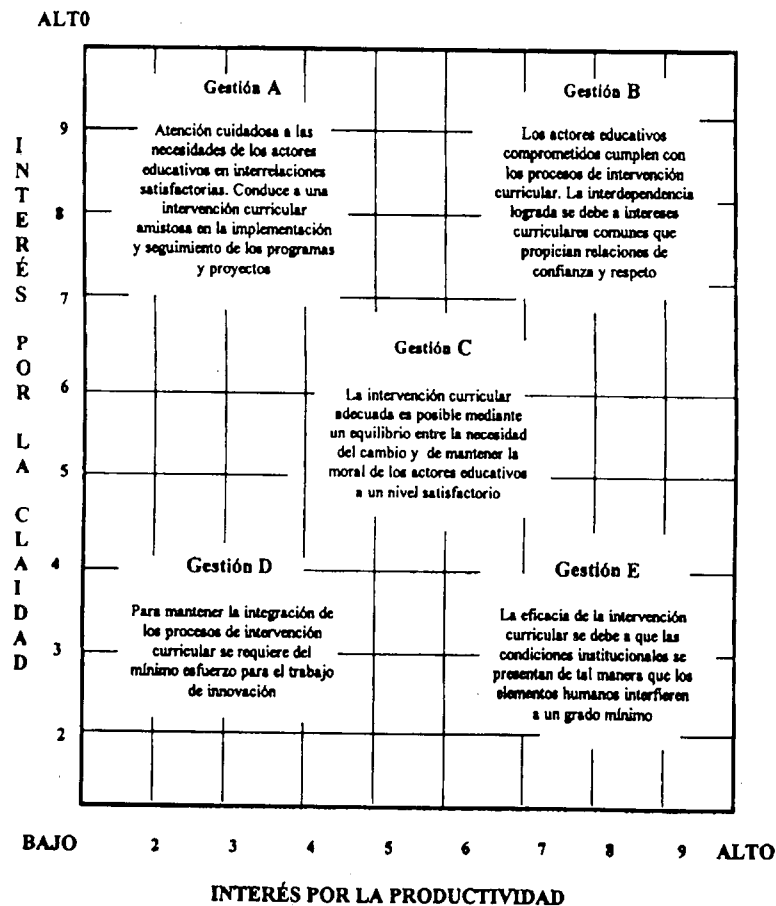 ALTO
Gestión A
Atención cuidadosa a las
necesidades de los actores
educativos en interrelaciones
satisfactorias. Conduce a una
intervención curricular
amistosa en la implementación
y seguimiento de los programas
y proyectos
Gestión B
Los actores educativos
comprometidos cumplen con
los procesos de intervención
curricular. La interdependencia
lograda se debe a intereses
curriculares comunes que
propician relaciones de
confianza y respeto
Gestión C
La intervención curricular
adecuada es posible mediante
un equilibrio entre la necesidad
del cambio y de mantener la
moral de los actores educativos
a un nivel satisfactorio
Gestión D
Para mantener la integración de
los procesos de intervención
curricular se requiere del
mínimo esfuerzo para el trabajo
de innovación
Gestión E
La eficacia de la intervención
curricular se debe a que las
condiciones institucionales se
presentan de tal manera que los
elementos humanos interfieren
a un grado mínimo
INTERÉS POR LA CLAIDAD
9
8
7
6
5
4
3
2
BAJO 2 3 4 5 6 7 8 9 ALTO
INTERÉS POR LA PRODUCTIVIDAD